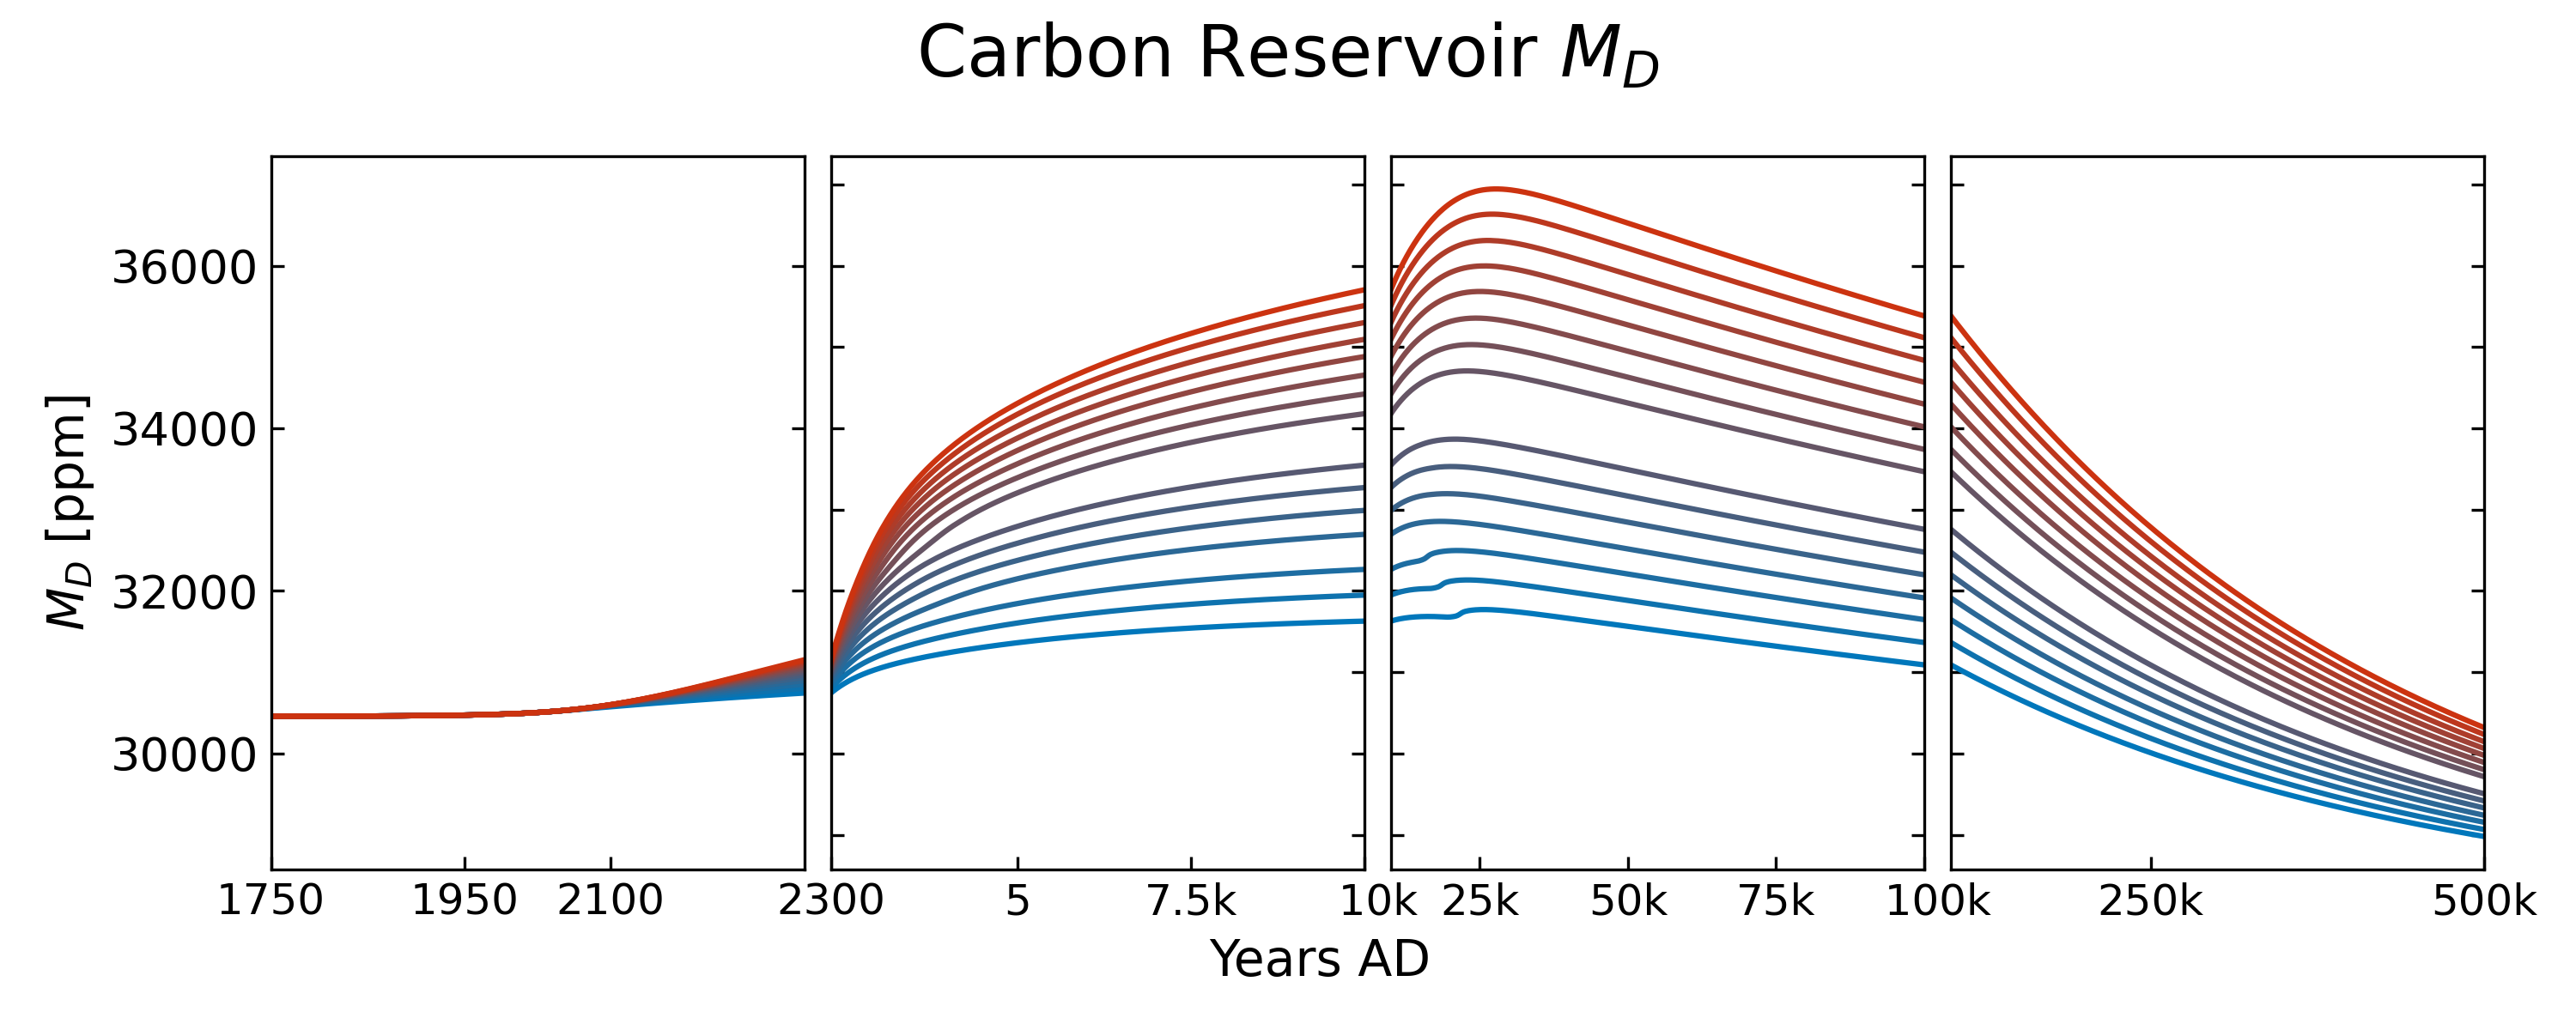 Carbon Reservoir M_D
M_D [ppm]
36000
34000
32000
30000
1750 1950 2100 2300 5 7.5k 10k 25k 50k 75k 100k 250k 500k
Years AD